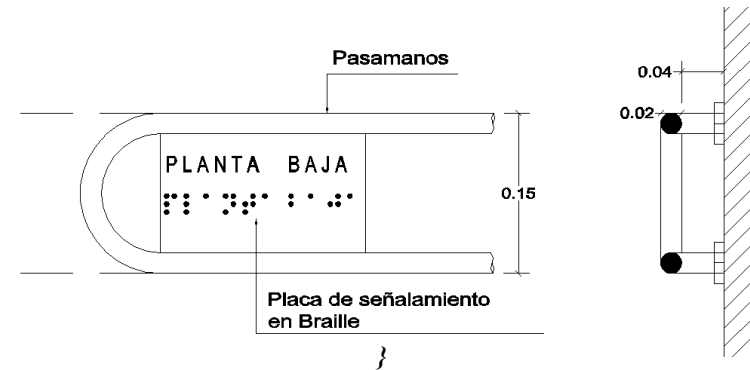 Pasamanos
0.04
0.02
PLANTA BAJA
0.15
Placa de señalamiento
en Braille
}